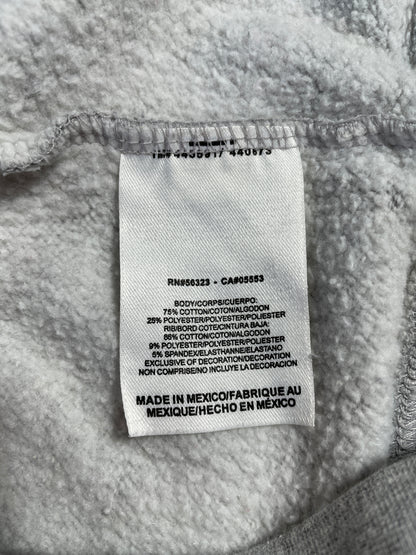 RN#56323 - CA#05553
BODY/CORPS/CUERPO:
75% COTTON/COTON/ALGODON
25% POLYESTER/POLYESTER/POLIESTER
RIB/BORD COTE/CINTURA BAJA:
86% COTTON/COTON/ALGODON
9% POLYESTER/POLYESTER/POLIESTER
5% SPANDEX/ELASTHANNE/ELASTANO
EXCLUSIVE OF DECORATION/DECORATION
NON COMPRISE/NO INCLUYE DECORACION
MADE IN MEXICO/FABRIQUE AU
MEXIQUE/HECHO EN MÉXICO